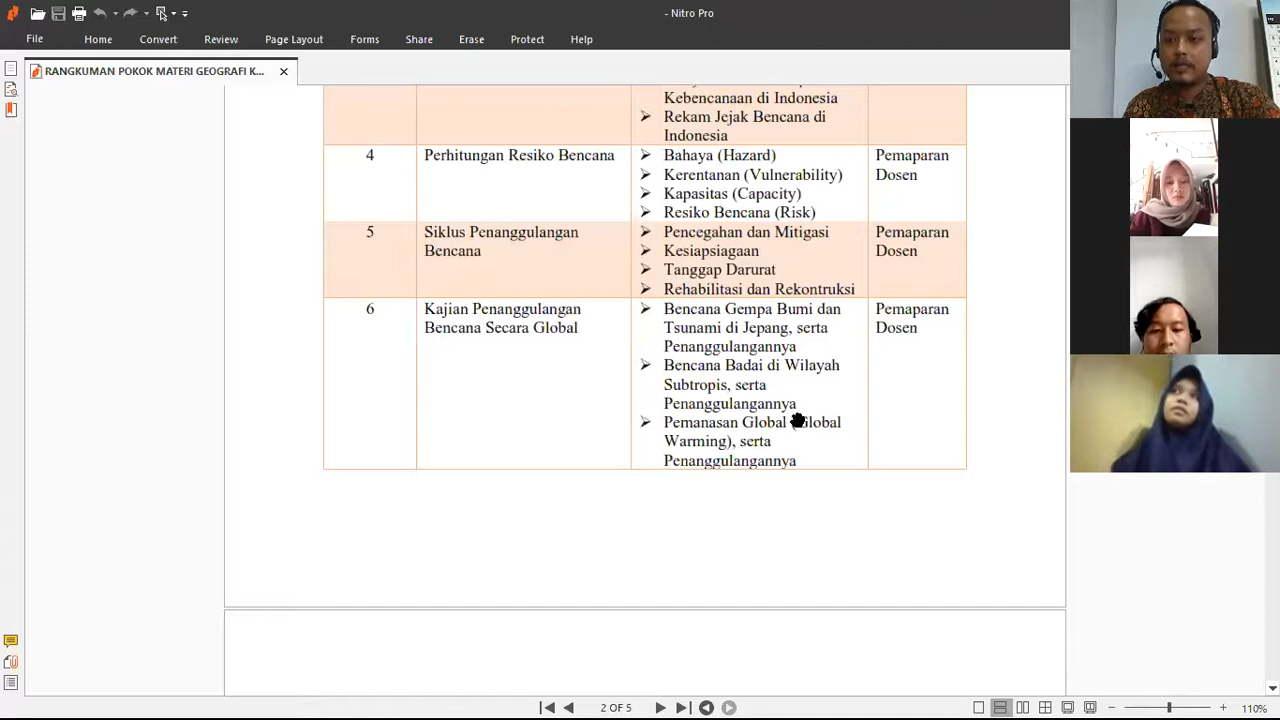 - Nitro Pro
File Home Convert Review Page Layout Forms Share Erase Protect Help
RANGKUMAN POKOK MATERI GEOGRAFI K...
Kebencanaan di Indonesia
Rekam Jejak Bencana di
Indonesia
4 Perhitungan Resiko Bencana
Bahaya (Hazard)
Kerentanan (Vulnerability)
Kapasitas (Capacity)
Resiko Bencana (Risk)
Pemaparan
Dosen
5 Siklus Penanggulangan
Bencana
Pencegahan dan Mitigasi
Kesiapsiagaan
Tanggap Darurat
Rehabilitasi dan Rekontruksi
Pemaparan
Dosen
6 Kajian Penanggulangan
Bencana Secara Global
Bencana Gempa Bumi dan
Tsunami di Jepang, serta
Penanggulangannya
Bencana Badai di Wilayah
Subtropis, serta
Penanggulangannya
Pemanasan Global (Global
Warming), serta
Penanggulangannya
Pemaparan
Dosen
2 OF 5
110%